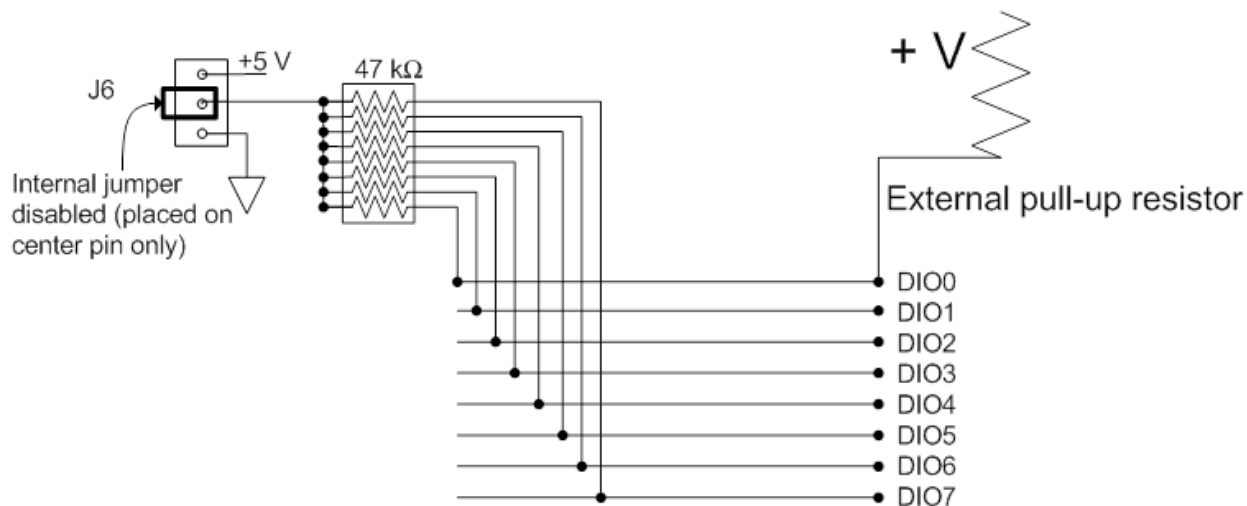 +5 V
J6
47 kΩ
+ V
Internal jumper
disabled (placed on
center pin only)
External pull-up resistor
DIO0
DIO1
DIO2
DIO3
DIO4
DIO5
DIO6
DIO7